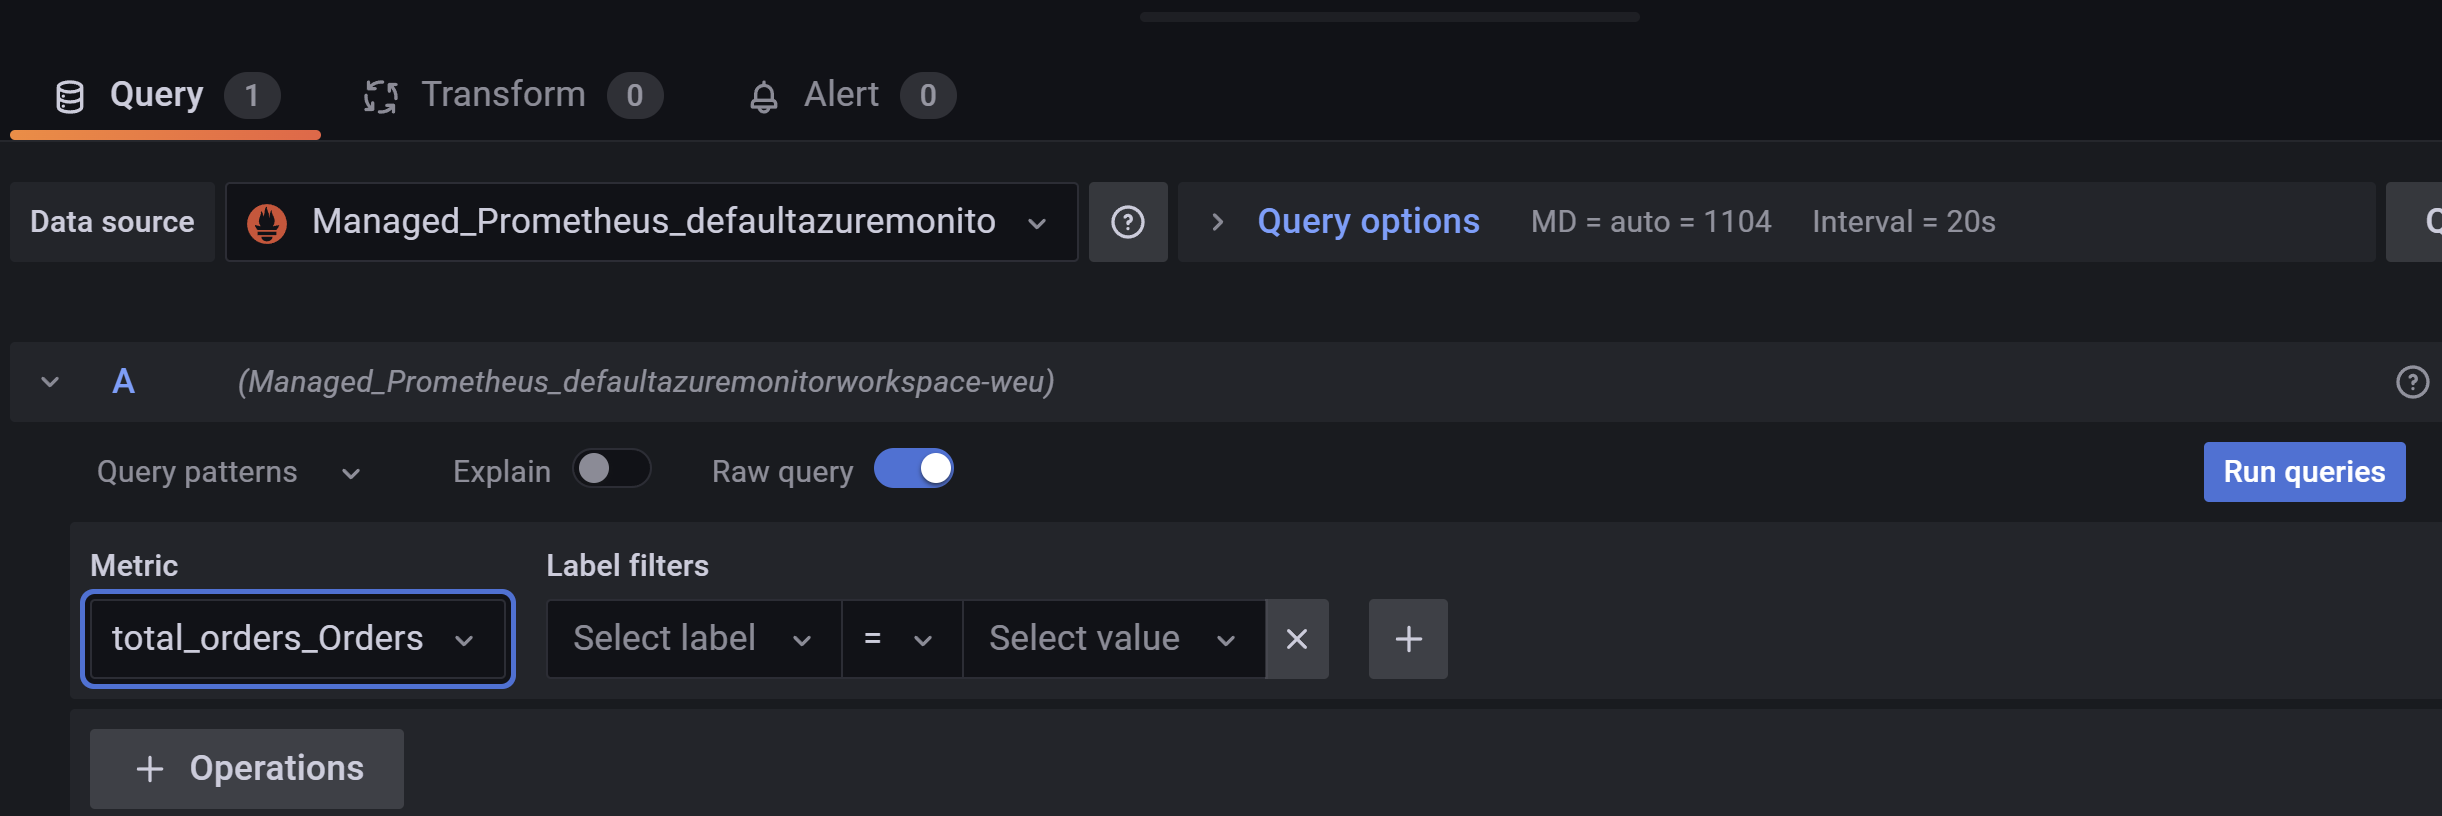 Query 1 Transform 0 Alert 0
Data source Managed_Prometheus_defaultazuremonito Query options MD = auto = 1104 Interval = 20s Q
A (Managed_Prometheus_defaultazuremonitorworkspace-weu)
Query patterns Explain Raw query Run queries
Metric Label filters
total_orders_Orders Select label = Select value
+ Operations